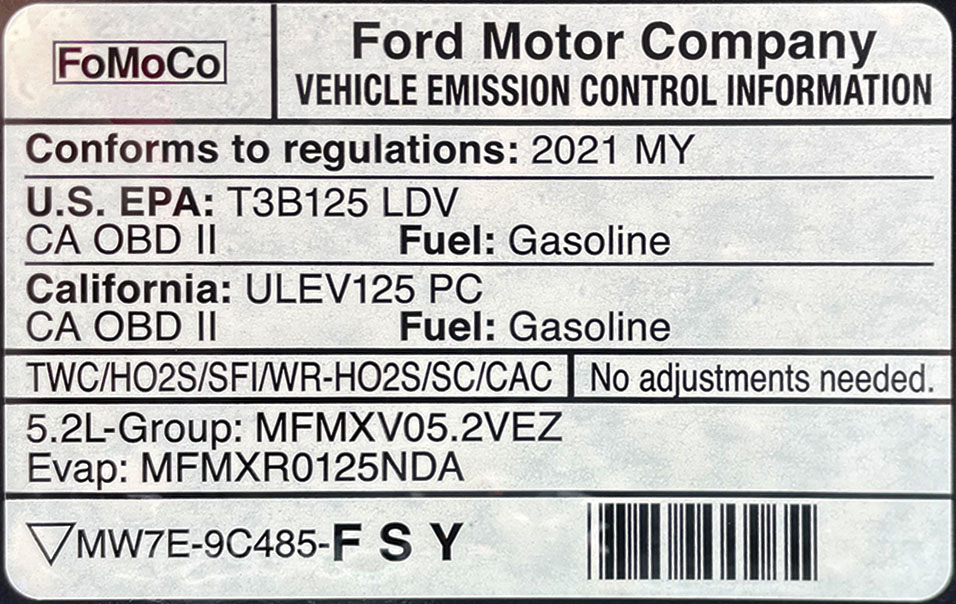 FoMoCo
Ford Motor Company
VEHICLE EMISSION CONTROL INFORMATION
Conforms to regulations: 2021 MY
U.S. EPA: T3B125 LDV
CA OBD II Fuel: Gasoline
California: ULEV125 PC
CA OBD II Fuel: Gasoline
TWC/HO2S/SFI/WR-HO2S/SC/CAC No adjustments needed.
5.2L-Group: MFMXV05.2VEZ
Evap: MFMXR0125NDA
MW7E-9C485-F S Y